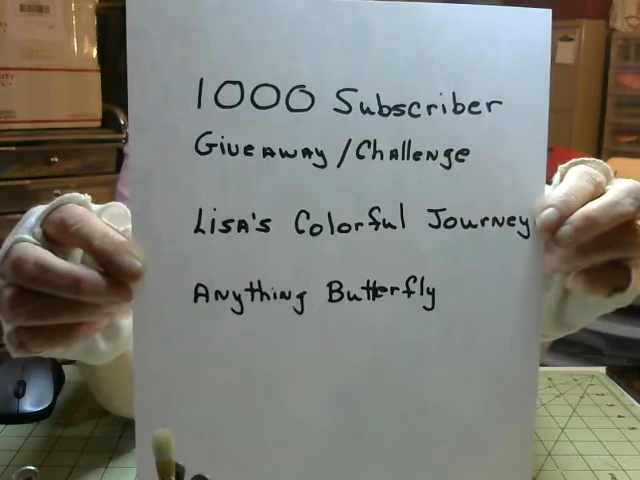 1000 Subscriber
Giveaway / Challenge
Lisa's Colorful Journey
Anything Butterfly